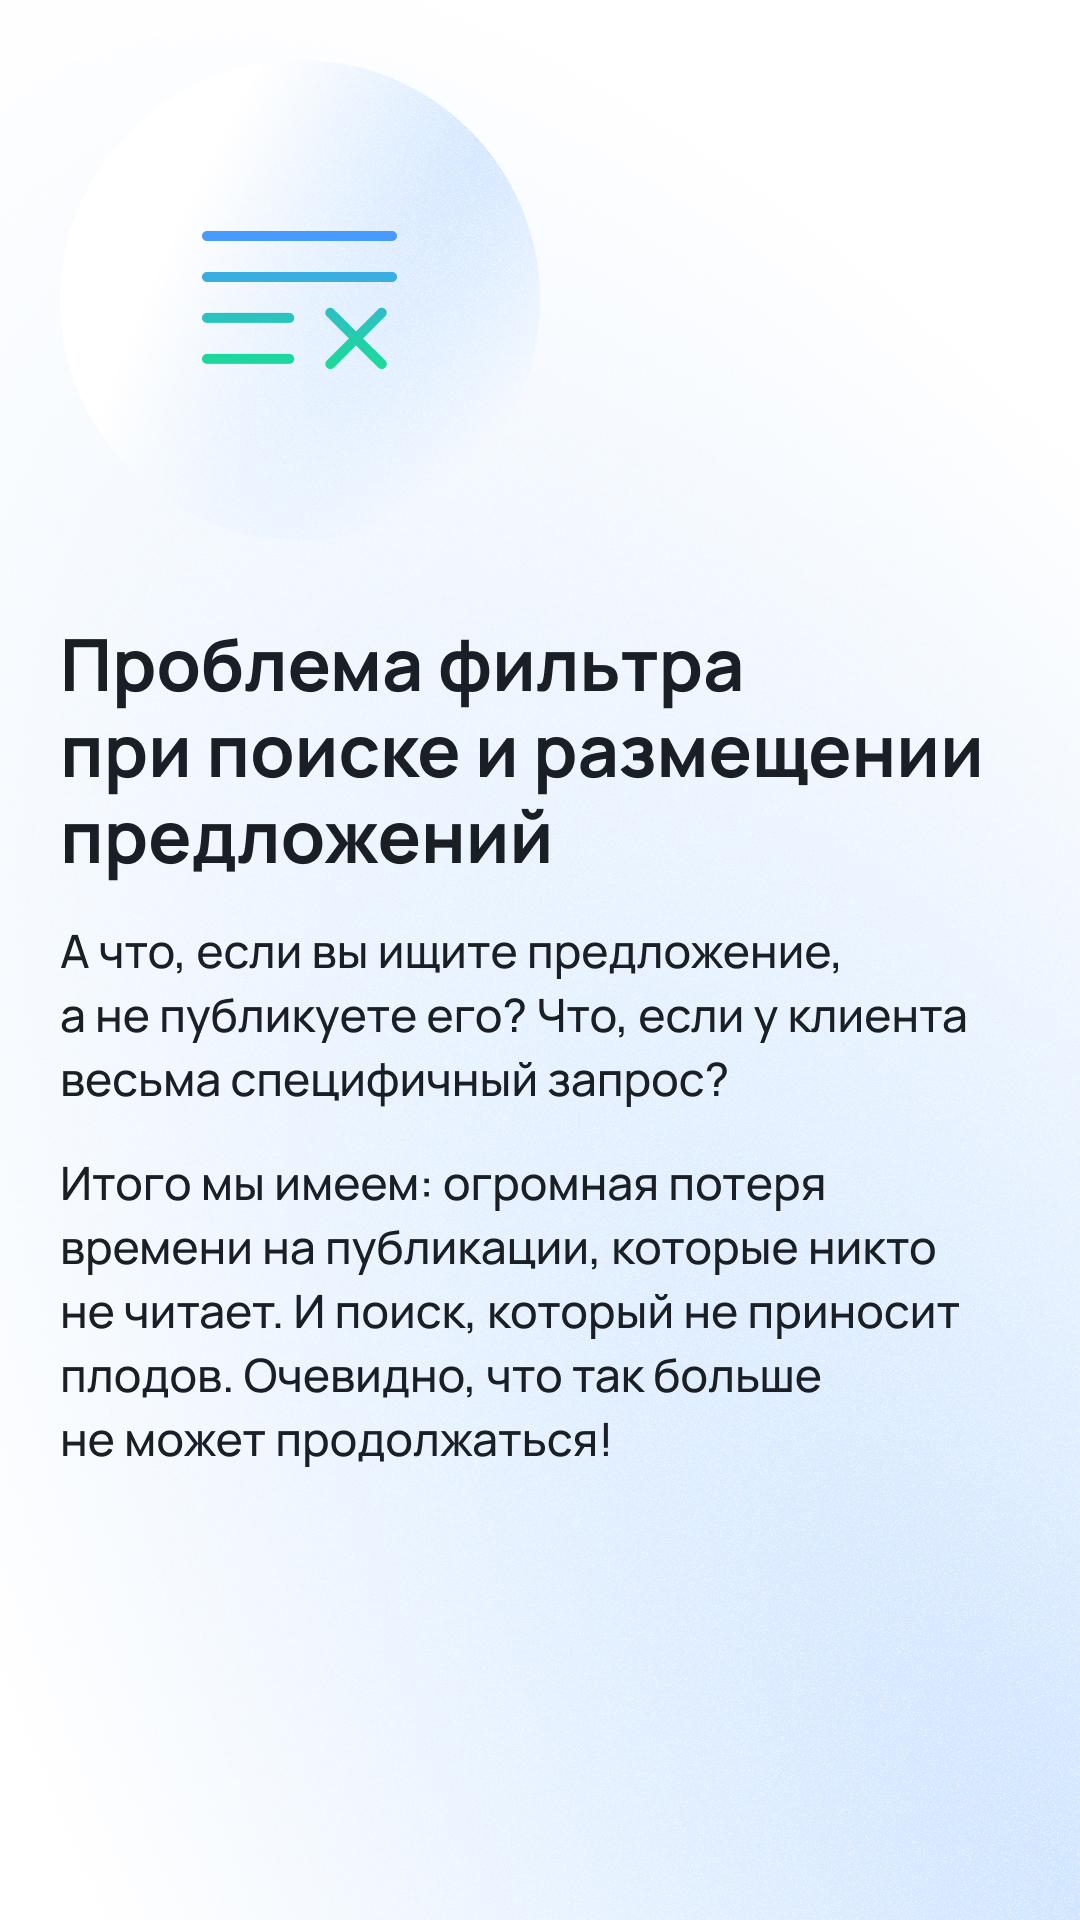 Проблема фильтра
при поиске и размещении
предложений
А что, если вы ищите предложение,
а не публикуете его? Что, если у клиента
весьма специфичный запрос?
Итого мы имеем: огромная потеря
времени на публикации, которые никто
не читает. И поиск, который не приносит
плодов. Очевидно, что так больше
не может продолжаться!